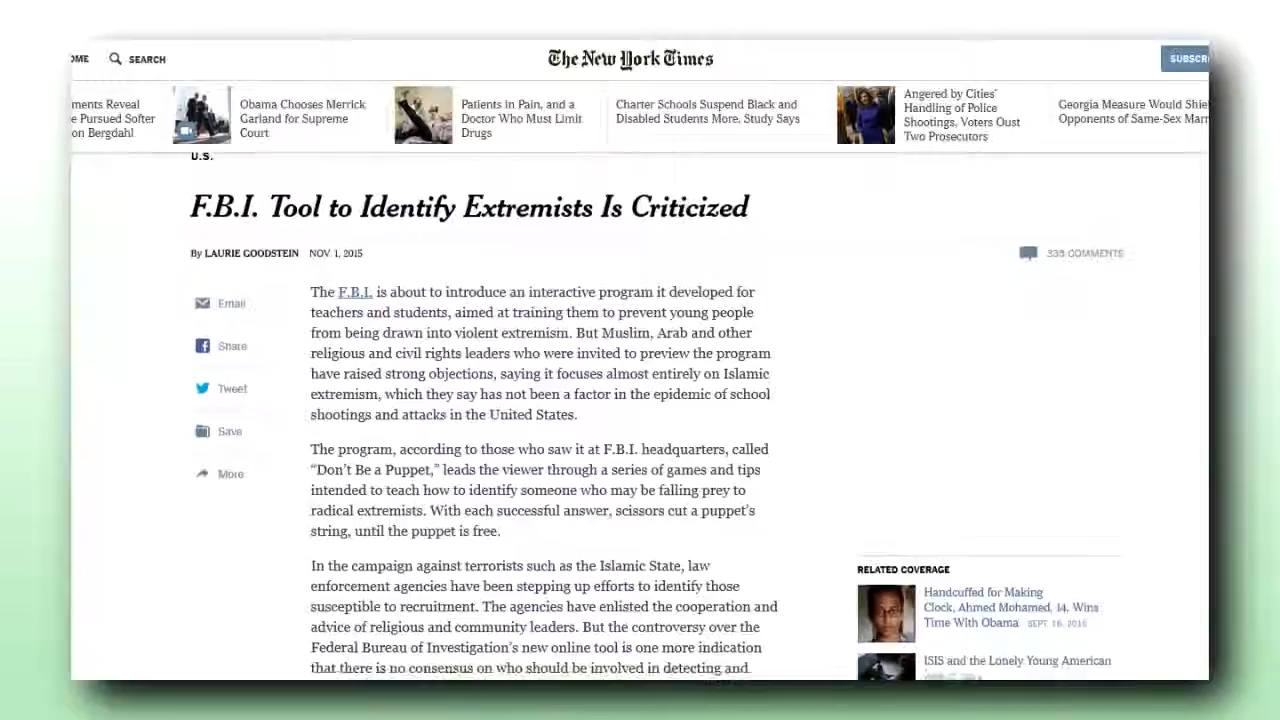 OME SEARCH The New York Times SUBSCR
ments Reveal
e Pursued Softer
on Bergdahl
Obama Chooses Merrick
Garland for Supreme
Court
Patients in Pain, and a
Doctor Who Must Limit
Drugs
Charter Schools Suspend Black and
Disabled Students More, Study Says
Angered by Cities'
Handling of Police
Shootings, Voters Oust
Two Prosecutors
Georgia Measure Would Shie
Opponents of Same-Sex Marr
U.S.
F.B.I. Tool to Identify Extremists Is Criticized
By LAURIE GOODSTEIN NOV. 1, 2015
COMMENTS
Email
Share
Tweet
Save
More
The F.B.I. is about to introduce an interactive program it developed for
teachers and students, aimed at training them to prevent young people
from being drawn into violent extremism. But Muslim, Arab and other
religious and civil rights leaders who were invited to preview the program
have raised strong objections, saying it focuses almost entirely on Islamic
extremism, which they say has not been a factor in the epidemic of school
shootings and attacks in the United States.
The program, according to those who saw it at F.B.I. headquarters, called
“Don’t Be a Puppet,” leads the viewer through a series of games and tips
intended to teach how to identify someone who may be falling prey to
radical extremists. With each successful answer, scissors cut a puppet’s
string, until the puppet is free.
In the campaign against terrorists such as the Islamic State, law
enforcement agencies have been stepping up efforts to identify those
susceptible to recruitment. The agencies have enlisted the cooperation and
advice of religious and community leaders. But the controversy over the
Federal Bureau of Investigation’s new online tool is one more indication
that there is no consensus on who should be involved in detecting and
RELATED COVERAGE
Handcuffed for Making
Clock, Ahmed Mohamed, 14, Wins
Time With Obama SEPT. 16, 2015
ISIS and the Lonely Young American